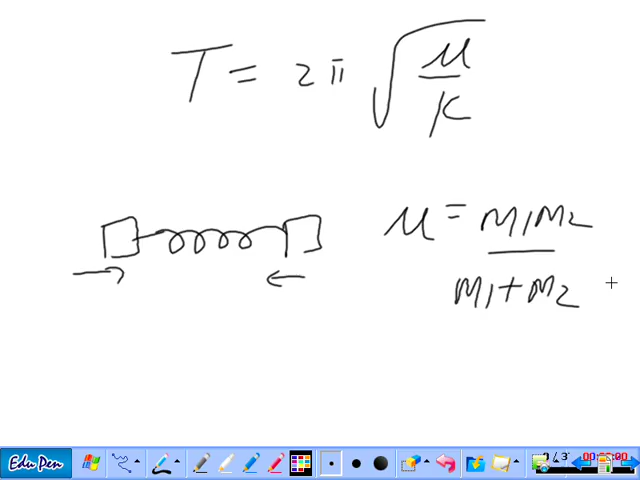 T = 2π √(μ/K)
μ = m1m2 / m1+m2
Edu Pen